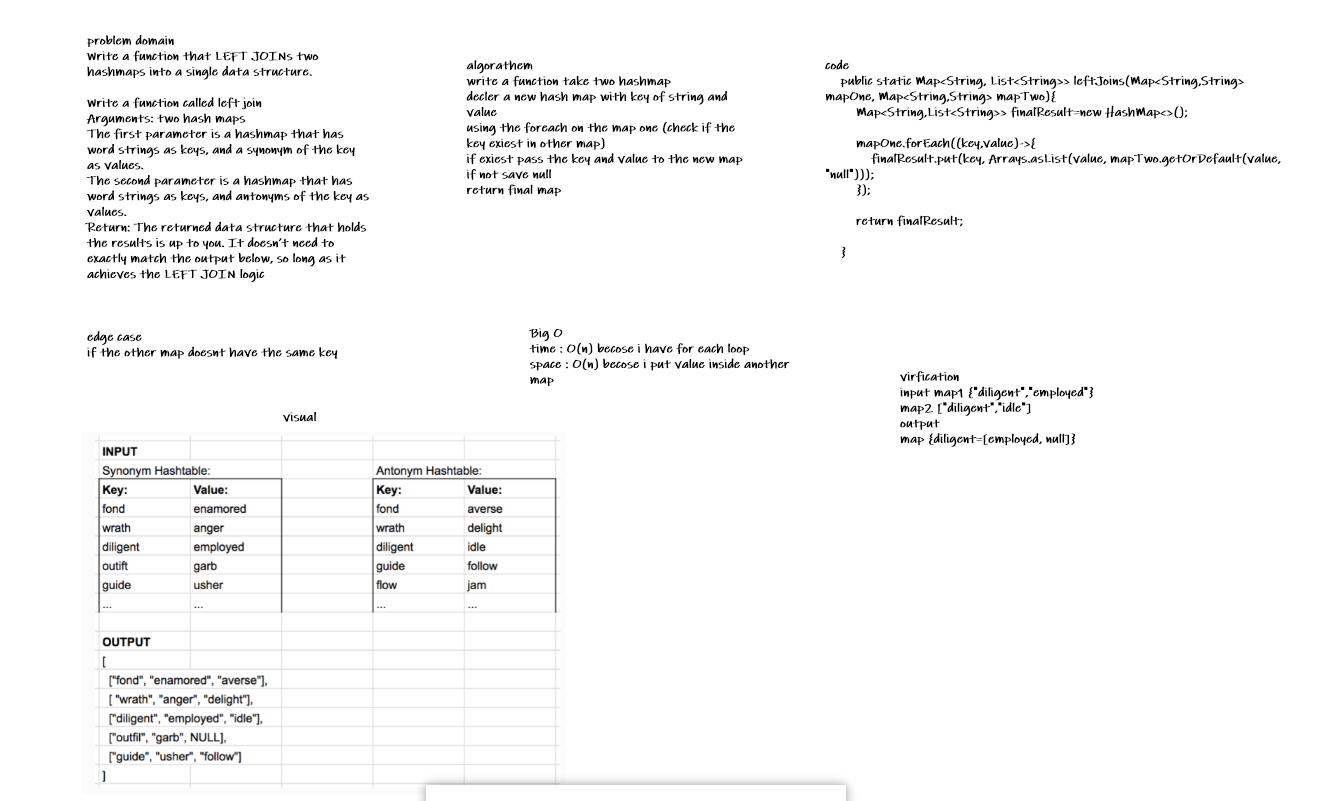 problem domain
Write a function that LEFT JOINs two
hashmaps into a single data structure.
Write a function called left join
Arguments: two hash maps
The first parameter is a hashmap that has
word strings as keys, and a synonym of the key
as values.
The second parameter is a hashmap that has
word strings as keys, and antonyms of the key as
values.
Return: The returned data structure that holds
the results is up to you. It doesn't need to
exactly match the output below, so long as it
achieves the LEFT JOIN logic
algorathem
write a function take two hashmap
decler a new hash map with key of string and
value
using the foreach on the map one (check if the
key exiest in other map)
if exiest pass the key and value to the new map
if not save null
return final map
code
public static Map<String, List<String>> leftJoins(Map<String,String>
mapOne, Map<String,String> mapTwo){
Map<String,List<String>> finalResult=new HashMap<>();
mapOne.forEach((key,value)->{
finalResult.put(key, Arrays.asList(value, mapTwo.getOrDefault(value,
"null")));
});
return finalResult;
}
edge case
if the other map doesnt have the same key
Big O
time : O(n) becose i have for each loop
space : O(n) becose i put value inside another
map
virfication
input map1 {"diligent","employed"}
map2 ["diligent","idle"]
output
map {diligent=[employed, null]}
visual
INPUT
Synonym Hashtable: Antonym Hashtable:
Key: Value: Key: Value:
fond enamored fond averse
wrath anger wrath delight
diligent employed diligent idle
outift garb guide follow
guide usher flow jam
... ... ... ...
OUTPUT
[
["fond", "enamored", "averse"],
[ "wrath", "anger", "delight"],
["diligent", "employed", "idle"],
["outfil", "garb", NULL],
["guide", "usher", "follow"]
]